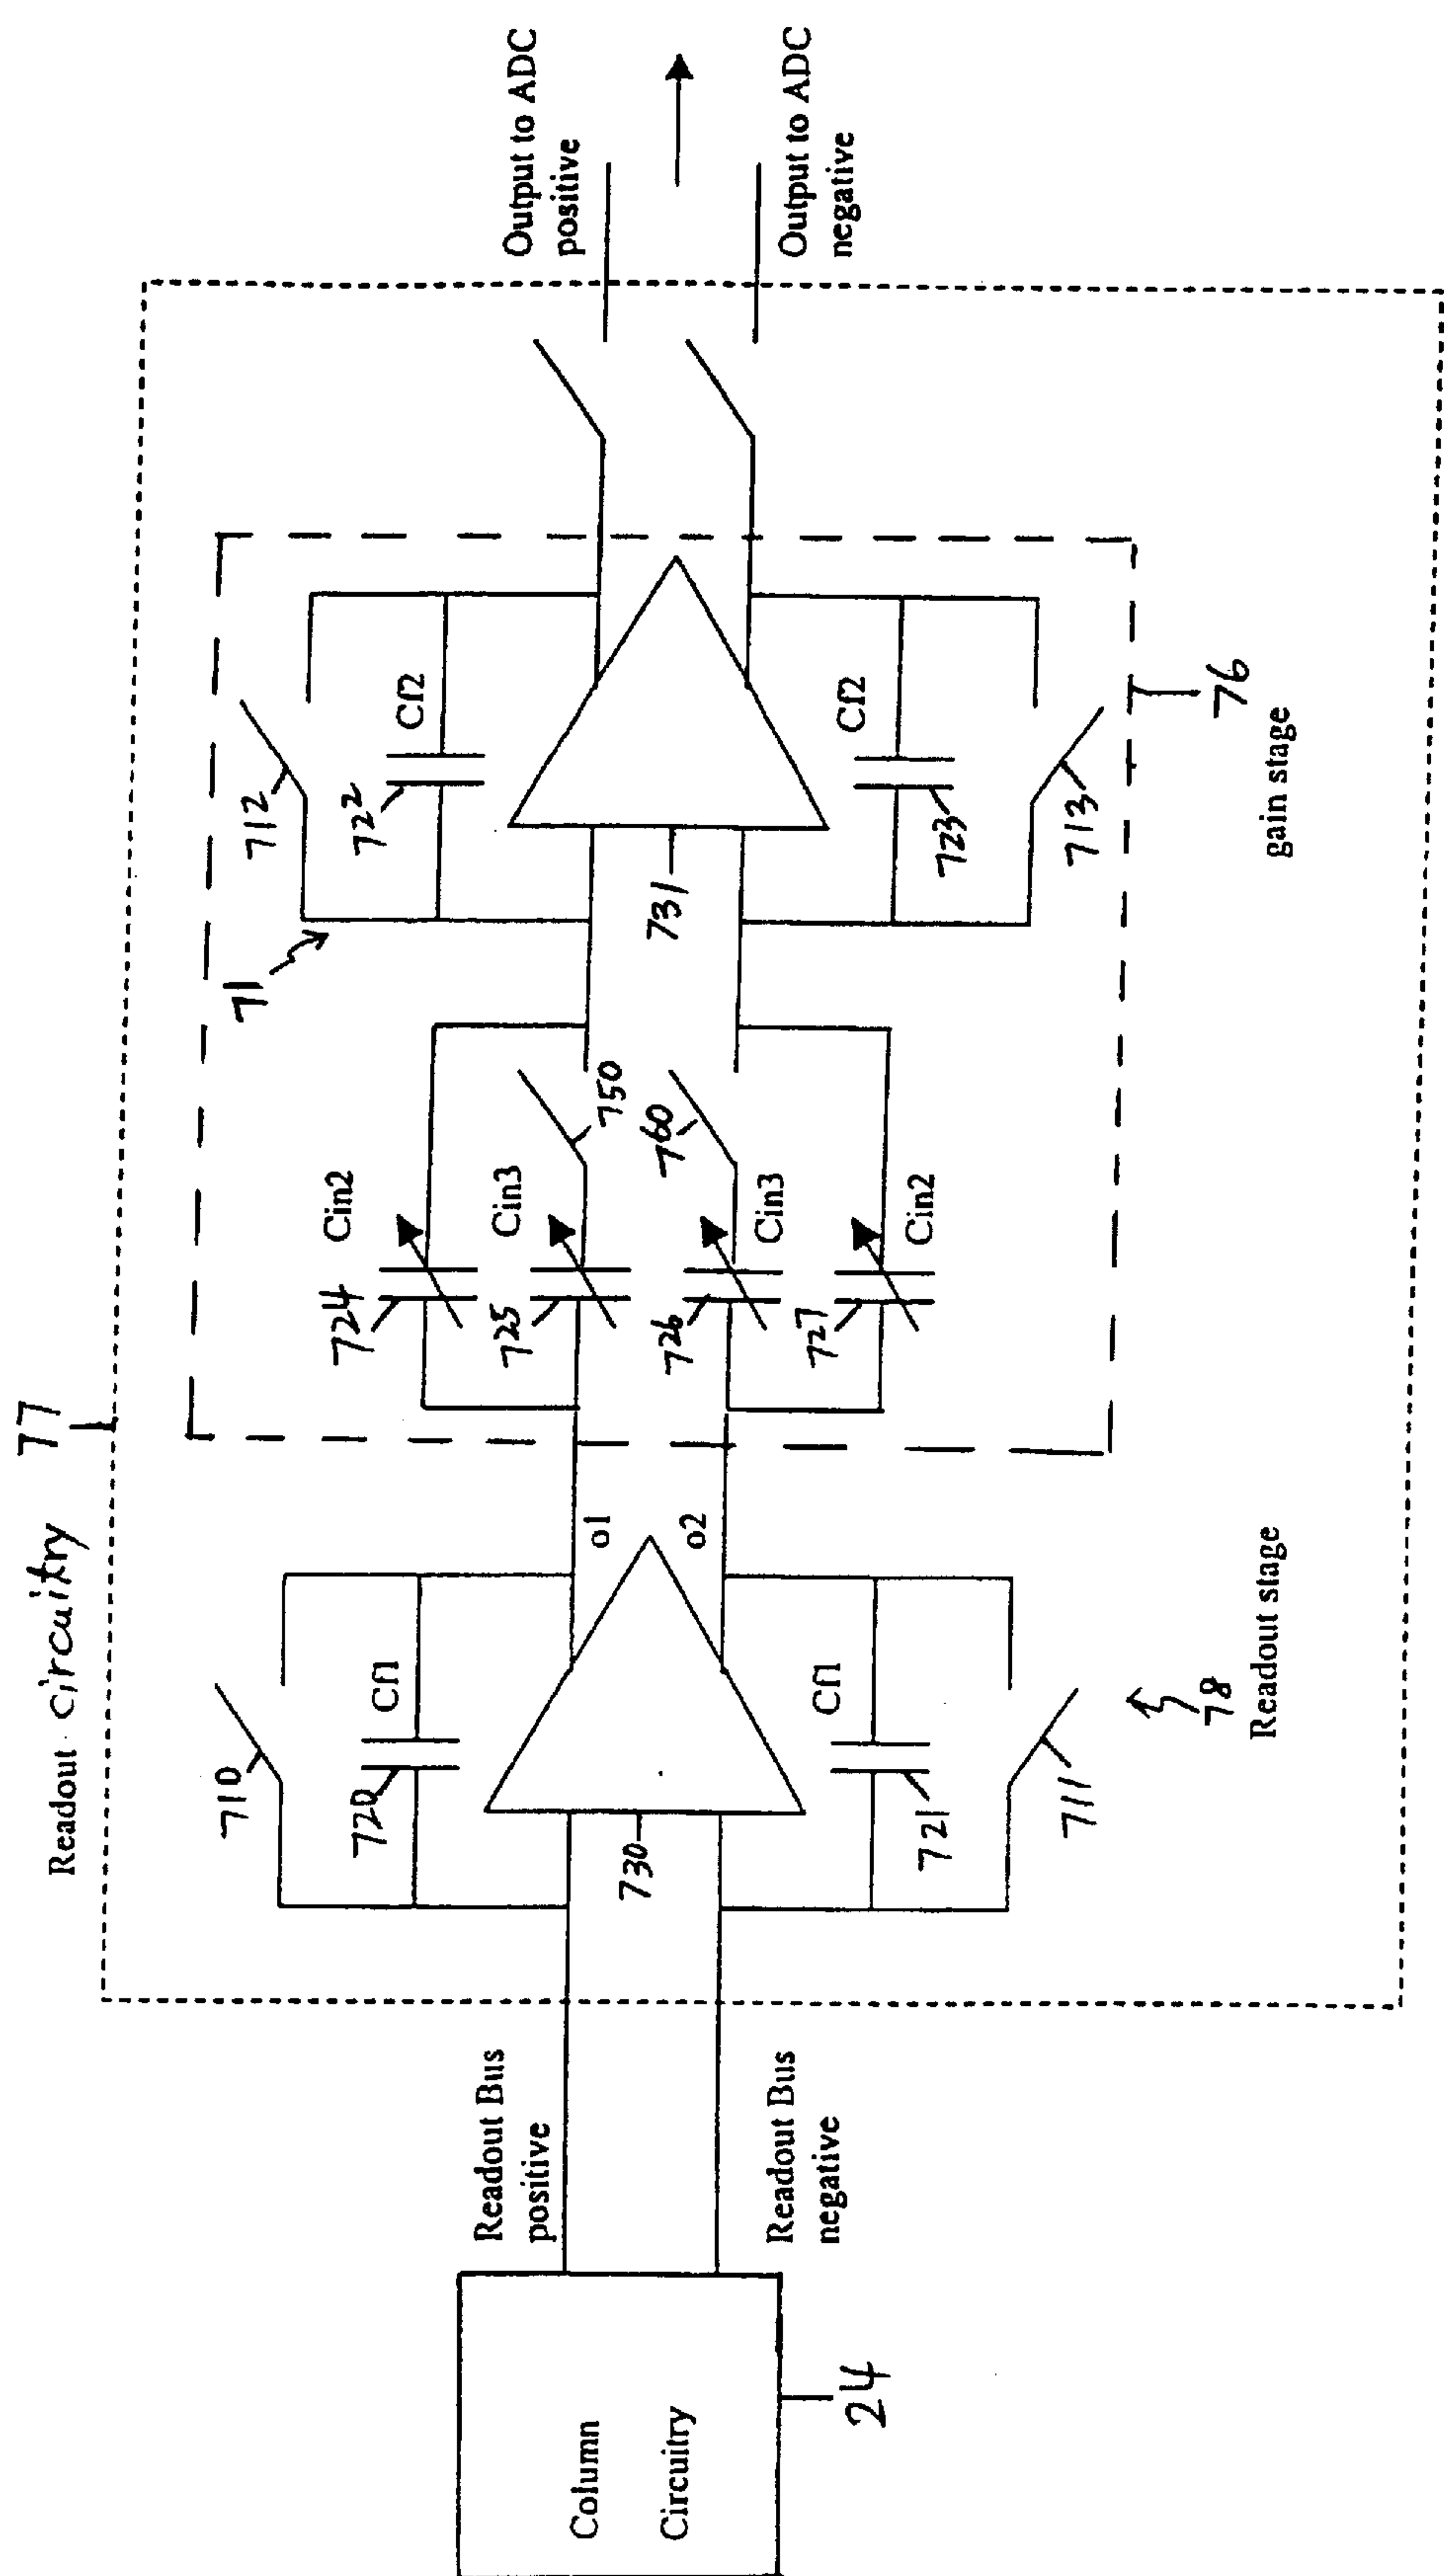 Readout circuitry 77
Column
Circuitry
24
Readout Bus
positive
Readout Bus
negative
710
720
Cf1
730
721
Cf1
711
78
Readout stage
o1
o2
724
Cin2
725
Cin3
750
726
Cin3
760
727
Cin2
71
712
722
Cf2
731
723
Cf2
713
76
gain stage
Output to ADC
positive
Output to ADC
negative